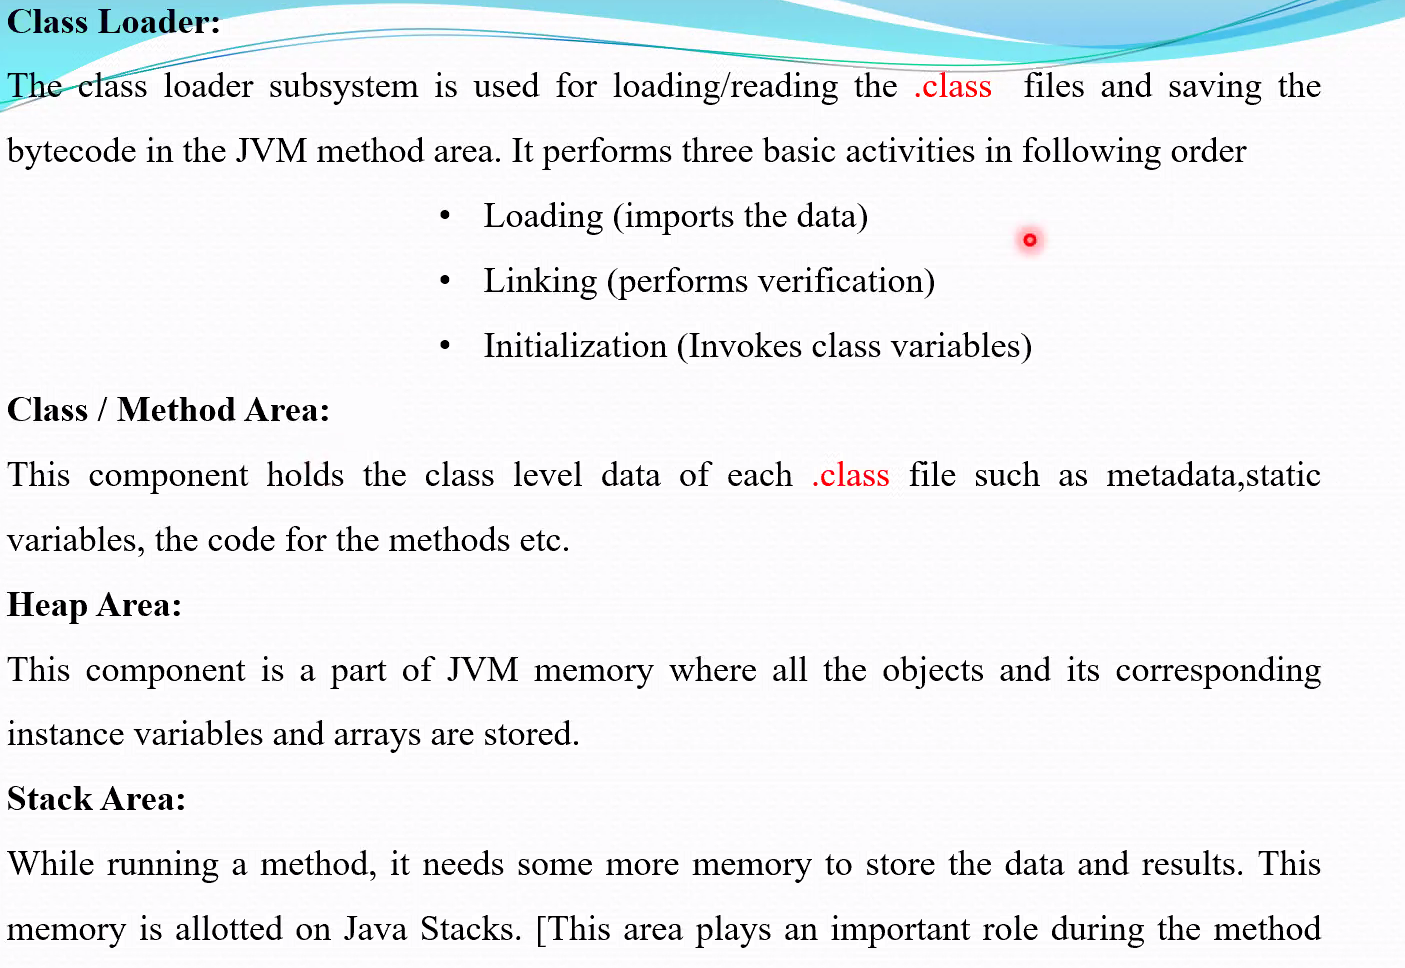 Class Loader:
The class loader subsystem is used for loading/reading the .class files and saving the
bytecode in the JVM method area. It performs three basic activities in following order
• Loading (imports the data)
• Linking (performs verification)
• Initialization (Invokes class variables)
Class / Method Area:
This component holds the class level data of each .class file such as metadata,static
variables, the code for the methods etc.
Heap Area:
This component is a part of JVM memory where all the objects and its corresponding
instance variables and arrays are stored.
Stack Area:
While running a method, it needs some more memory to store the data and results. This
memory is allotted on Java Stacks. [This area plays an important role during the method